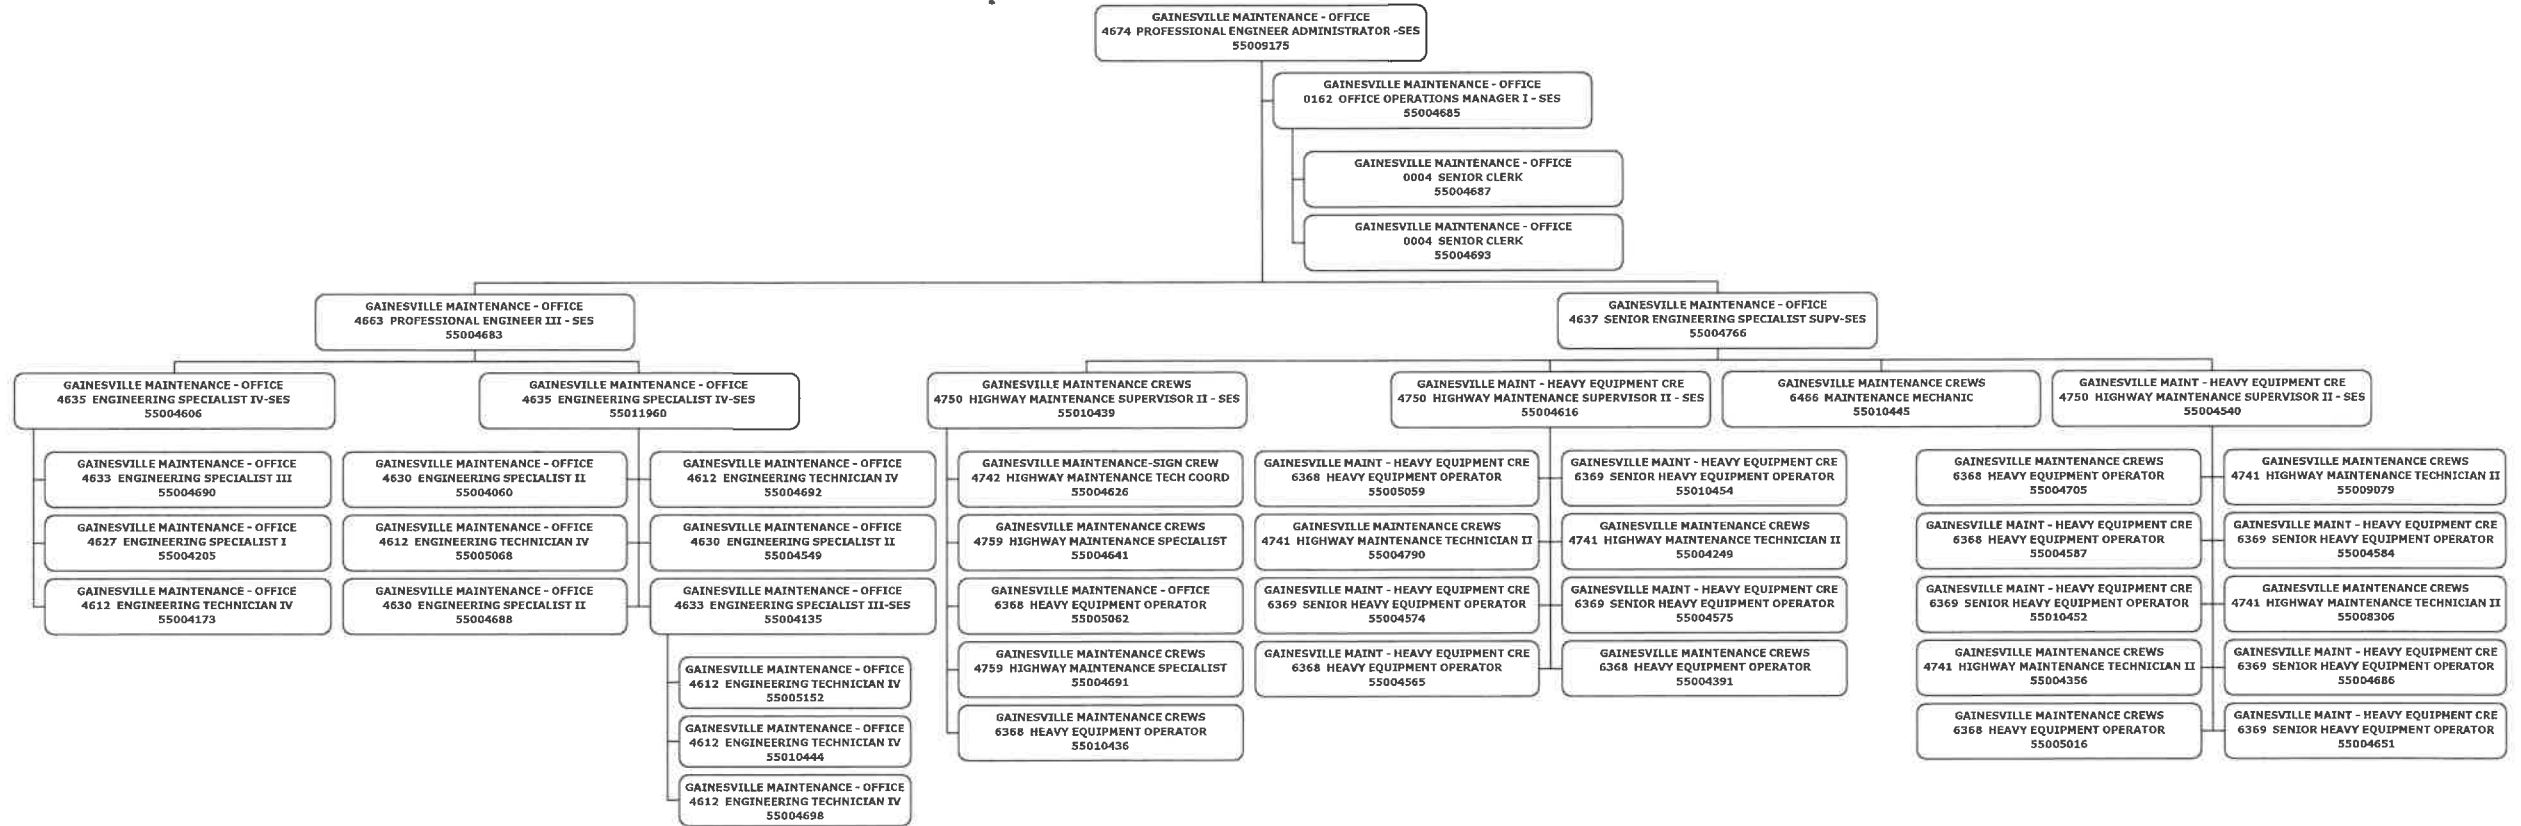 GAINESVILLE MAINTENANCE - OFFICE
4674 PROFESSIONAL ENGINEER ADMINISTRATOR -SES
55009175
GAINESVILLE MAINTENANCE - OFFICE
0162 OFFICE OPERATIONS MANAGER I - SES
55004685
GAINESVILLE MAINTENANCE - OFFICE
0004 SENIOR CLERK
55004687
GAINESVILLE MAINTENANCE - OFFICE
0004 SENIOR CLERK
55004693
GAINESVILLE MAINTENANCE - OFFICE
4663 PROFESSIONAL ENGINEER III - SES
55004683
GAINESVILLE MAINTENANCE - OFFICE
4637 SENIOR ENGINEERING SPECIALIST SUPV-SES
55004766
GAINESVILLE MAINTENANCE - OFFICE
4635 ENGINEERING SPECIALIST IV-SES
55004606
GAINESVILLE MAINTENANCE - OFFICE
4635 ENGINEERING SPECIALIST IV-SES
55011960
GAINESVILLE MAINTENANCE CREWS
4750 HIGHWAY MAINTENANCE SUPERVISOR II - SES
55010439
GAINESVILLE MAINT - HEAVY EQUIPMENT CRE
4750 HIGHWAY MAINTENANCE SUPERVISOR II - SES
55004616
GAINESVILLE MAINTENANCE CREWS
6466 MAINTENANCE MECHANIC
55010445
GAINESVILLE MAINT - HEAVY EQUIPMENT CRE
4750 HIGHWAY MAINTENANCE SUPERVISOR II - SES
55004540
GAINESVILLE MAINTENANCE - OFFICE
4633 ENGINEERING SPECIALIST III
55004690
GAINESVILLE MAINTENANCE - OFFICE
4627 ENGINEERING SPECIALIST I
55004205
GAINESVILLE MAINTENANCE - OFFICE
4612 ENGINEERING TECHNICIAN IV
55004173
GAINESVILLE MAINTENANCE - OFFICE
4630 ENGINEERING SPECIALIST II
55004060
GAINESVILLE MAINTENANCE - OFFICE
4612 ENGINEERING TECHNICIAN IV
55004692
GAINESVILLE MAINTENANCE - OFFICE
4612 ENGINEERING TECHNICIAN IV
55005068
GAINESVILLE MAINTENANCE - OFFICE
4630 ENGINEERING SPECIALIST II
55004549
GAINESVILLE MAINTENANCE - OFFICE
4630 ENGINEERING SPECIALIST II
55004688
GAINESVILLE MAINTENANCE - OFFICE
4633 ENGINEERING SPECIALIST III-SES
55004135
GAINESVILLE MAINTENANCE - OFFICE
4612 ENGINEERING TECHNICIAN IV
55005152
GAINESVILLE MAINTENANCE - OFFICE
4612 ENGINEERING TECHNICIAN IV
55010444
GAINESVILLE MAINTENANCE - OFFICE
4612 ENGINEERING TECHNICIAN IV
55004698
GAINESVILLE MAINTENANCE-SIGN CREW
4742 HIGHWAY MAINTENANCE TECH COORD
55004626
GAINESVILLE MAINTENANCE CREWS
4759 HIGHWAY MAINTENANCE SPECIALIST
55004641
GAINESVILLE MAINTENANCE - OFFICE
6368 HEAVY EQUIPMENT OPERATOR
55005062
GAINESVILLE MAINTENANCE CREWS
4759 HIGHWAY MAINTENANCE SPECIALIST
55004691
GAINESVILLE MAINTENANCE CREWS
6368 HEAVY EQUIPMENT OPERATOR
55010436
GAINESVILLE MAINT - HEAVY EQUIPMENT CRE
6368 HEAVY EQUIPMENT OPERATOR
55005059
GAINESVILLE MAINT - HEAVY EQUIPMENT CRE
6369 SENIOR HEAVY EQUIPMENT OPERATOR
55010454
GAINESVILLE MAINTENANCE CREWS
4741 HIGHWAY MAINTENANCE TECHNICIAN II
55004790
GAINESVILLE MAINTENANCE CREWS
4741 HIGHWAY MAINTENANCE TECHNICIAN II
55004249
GAINESVILLE MAINT - HEAVY EQUIPMENT CRE
6369 SENIOR HEAVY EQUIPMENT OPERATOR
55004574
GAINESVILLE MAINT - HEAVY EQUIPMENT CRE
6369 SENIOR HEAVY EQUIPMENT OPERATOR
55004575
GAINESVILLE MAINT - HEAVY EQUIPMENT CRE
6368 HEAVY EQUIPMENT OPERATOR
55004565
GAINESVILLE MAINTENANCE CREWS
6368 HEAVY EQUIPMENT OPERATOR
55004391
GAINESVILLE MAINTENANCE CREWS
6368 HEAVY EQUIPMENT OPERATOR
55004705
GAINESVILLE MAINTENANCE CREWS
4741 HIGHWAY MAINTENANCE TECHNICIAN II
55009079
GAINESVILLE MAINT - HEAVY EQUIPMENT CRE
6368 HEAVY EQUIPMENT OPERATOR
55004587
GAINESVILLE MAINT - HEAVY EQUIPMENT CRE
6369 SENIOR HEAVY EQUIPMENT OPERATOR
55004584
GAINESVILLE MAINT - HEAVY EQUIPMENT CRE
6369 SENIOR HEAVY EQUIPMENT OPERATOR
55010452
GAINESVILLE MAINTENANCE CREWS
4741 HIGHWAY MAINTENANCE TECHNICIAN II
55008306
GAINESVILLE MAINTENANCE CREWS
4741 HIGHWAY MAINTENANCE TECHNICIAN II
55004356
GAINESVILLE MAINT - HEAVY EQUIPMENT CRE
6369 SENIOR HEAVY EQUIPMENT OPERATOR
55004686
GAINESVILLE MAINTENANCE CREWS
6368 HEAVY EQUIPMENT OPERATOR
55005016
GAINESVILLE MAINT - HEAVY EQUIPMENT CRE
6369 SENIOR HEAVY EQUIPMENT OPERATOR
55004651